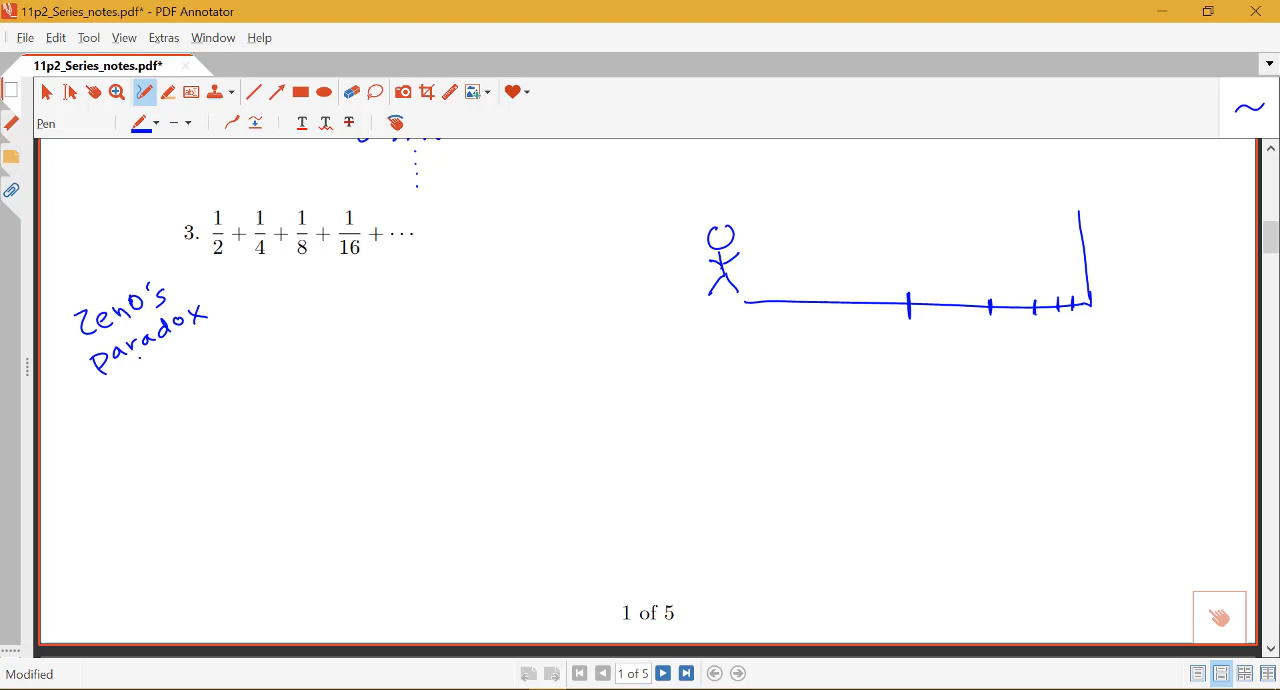 11p2_Series_notes.pdf* - PDF Annotator
File Edit Tool View Extras Window Help
11p2_Series_notes.pdf*
Pen
3. 1/2 + 1/4 + 1/8 + 1/16 + ···
Zeno's
paradox
1 of 5
Modified
1 of 5